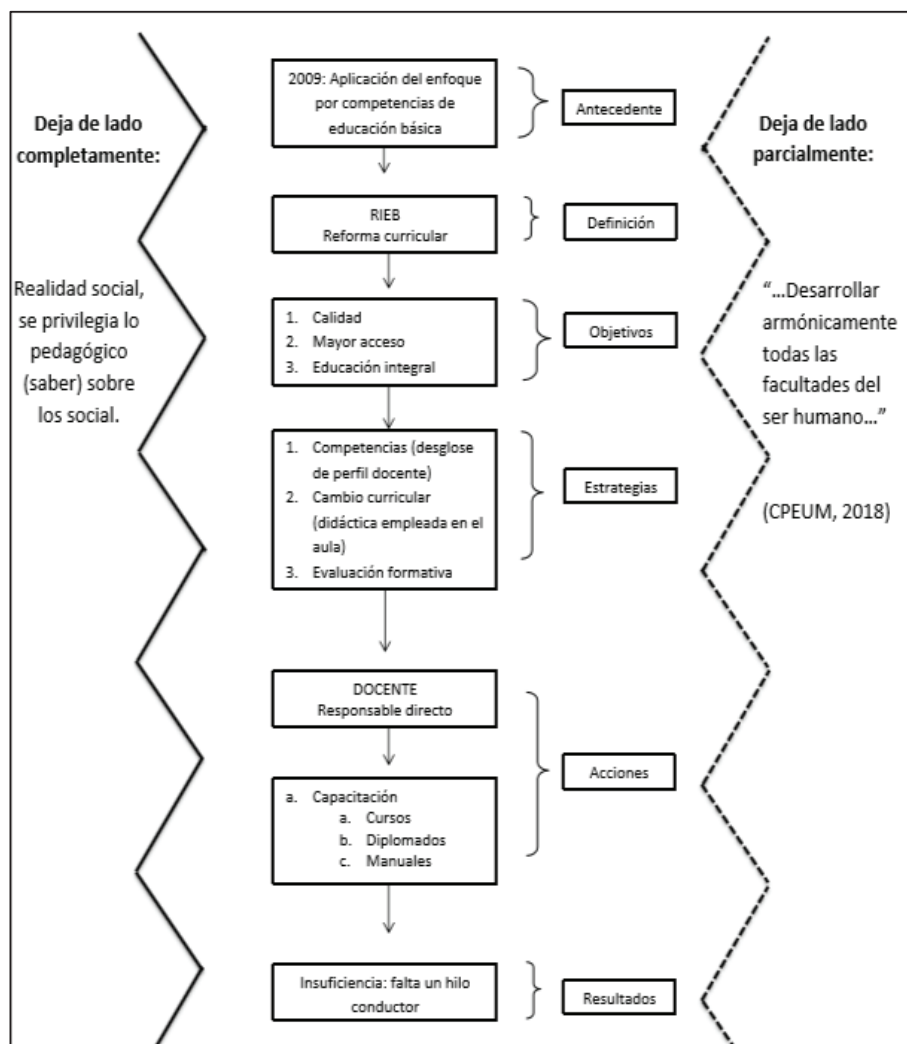 Deja de lado
completamente:
Realidad social,
se privilegia lo
pedagógico
(saber) sobre
los social.
2009: Aplicación del enfoque
por competencias de
educación básica
Antecedente
RIEB
Reforma curricular
Definición
1. Calidad
2. Mayor acceso
3. Educación integral
Objetivos
1. Competencias (desglose
de perfil docente)
2. Cambio curricular
(didáctica empleada en el
aula)
3. Evaluación formativa
Estrategias
DOCENTE
Responsable directo
a. Capacitación
a. Cursos
b. Diplomados
c. Manuales
Acciones
Insuficiencia: falta un hilo
conductor
Resultados
Deja de lado
parcialmente:
“...Desarrollar
armónicamente
todas las
facultades del
ser humano...”
(CPEUM, 2018)